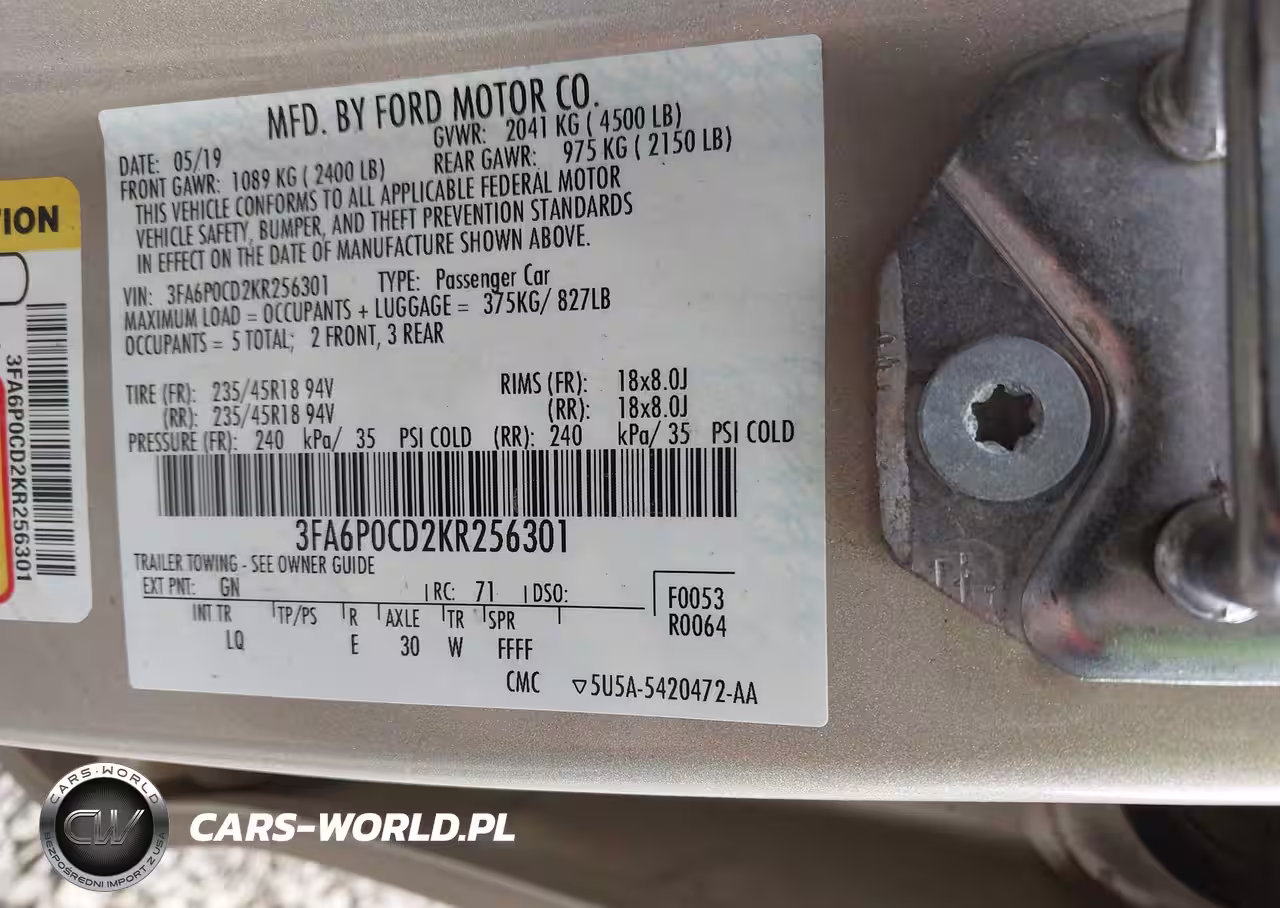 MFD. BY FORD MOTOR CO.
DATE: 05/19 GVWR: 2041 KG ( 4500 LB)
FRONT GAWR: 1089 KG ( 2400 LB) REAR GAWR: 975 KG ( 2150 LB)
THIS VEHICLE CONFORMS TO ALL APPLICABLE FEDERAL MOTOR
VEHICLE SAFETY, BUMPER, AND THEFT PREVENTION STANDARDS
IN EFFECT ON THE DATE OF MANUFACTURE SHOWN ABOVE.
VIN: 3FA6P0CD2KR256301 TYPE: Passenger Car
MAXIMUM LOAD = OCCUPANTS + LUGGAGE = 375KG/ 827LB
OCCUPANTS = 5 TOTAL; 2 FRONT, 3 REAR
TIRE (FR): 235/45R18 94V RIMS (FR): 18x8.0J
(RR): 235/45R18 94V (RR): 18x8.0J
PRESSURE (FR): 240 kPa/ 35 PSI COLD (RR): 240 kPa/ 35 PSI COLD
3FA6P0CD2KR256301
TRAILER TOWING - SEE OWNER GUIDE
EXT PNT: GN RC: 71 DSO: F0053
INT TR TP/PS R AXLE TR SPR R0064
LQ E 30 W FFFF
CMC ▽5U5A-5420472-AA
3FA6P0CD2KR256301
CARS-WORLD
CW
BEZPOŚREDNI IMPORT Z USA
CARS-WORLD.PL